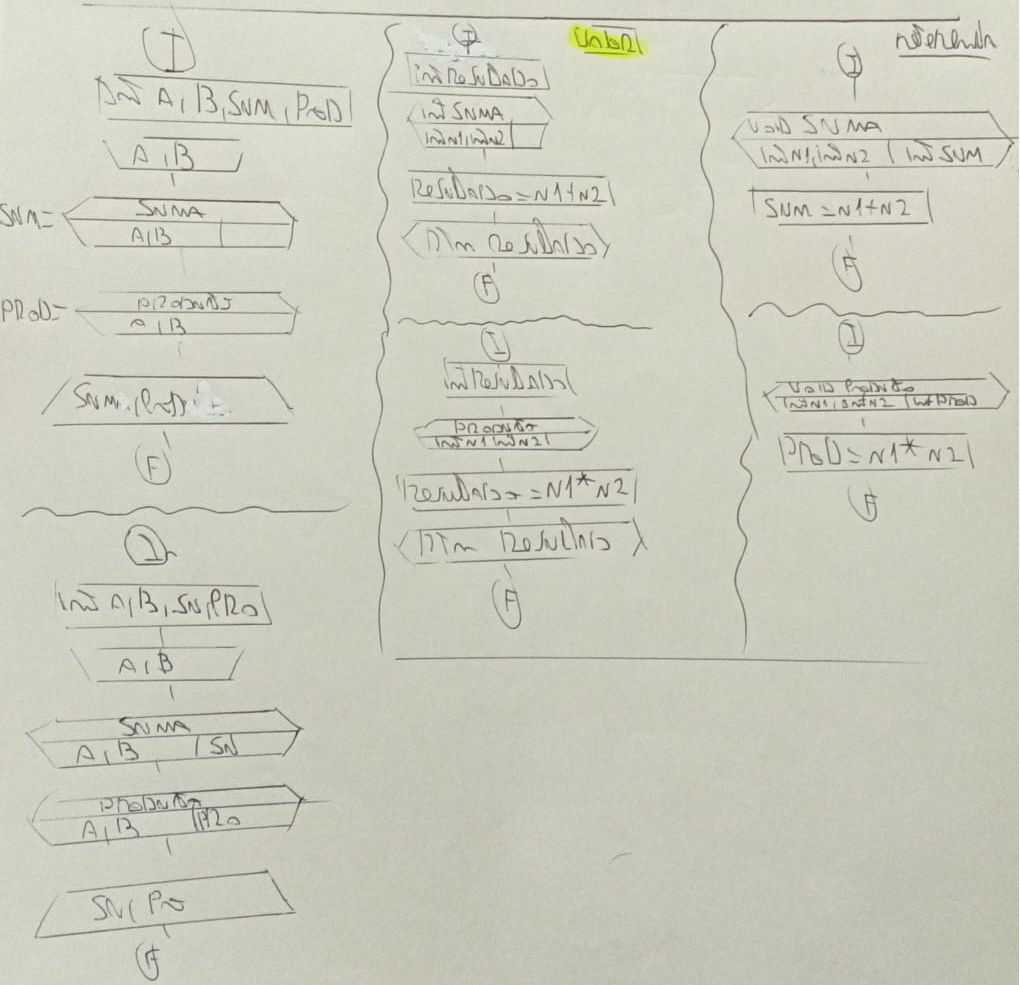 I
Int A, B, SUM, PROD
A, B
SUM=
SUMA
A, B
PROD=
PRODUCTO
A, B
SUM, PROD
F
I
Int A, B, SU, PRO
A, B
SUMA
A, B | SU
PRODUCTO
A, B | PRO
SU, PRO
F
VALOR
I
int RESULTADO
int SUMA
int N1, int N2
RESULTADO = N1+N2
RTn RESULTADO
F
I
int RESULTADO
PRODUCTO
int N1 int N2
RESULTADO = N1*N2
RTn RESULTADO
F
REFERENCIA
I
VOID SUMA
int N1, int N2 | int SUM
SUM = N1+N2
F
I
VOID PRODUCTO
int N1, int N2 | int PROD
PROD = N1*N2
F